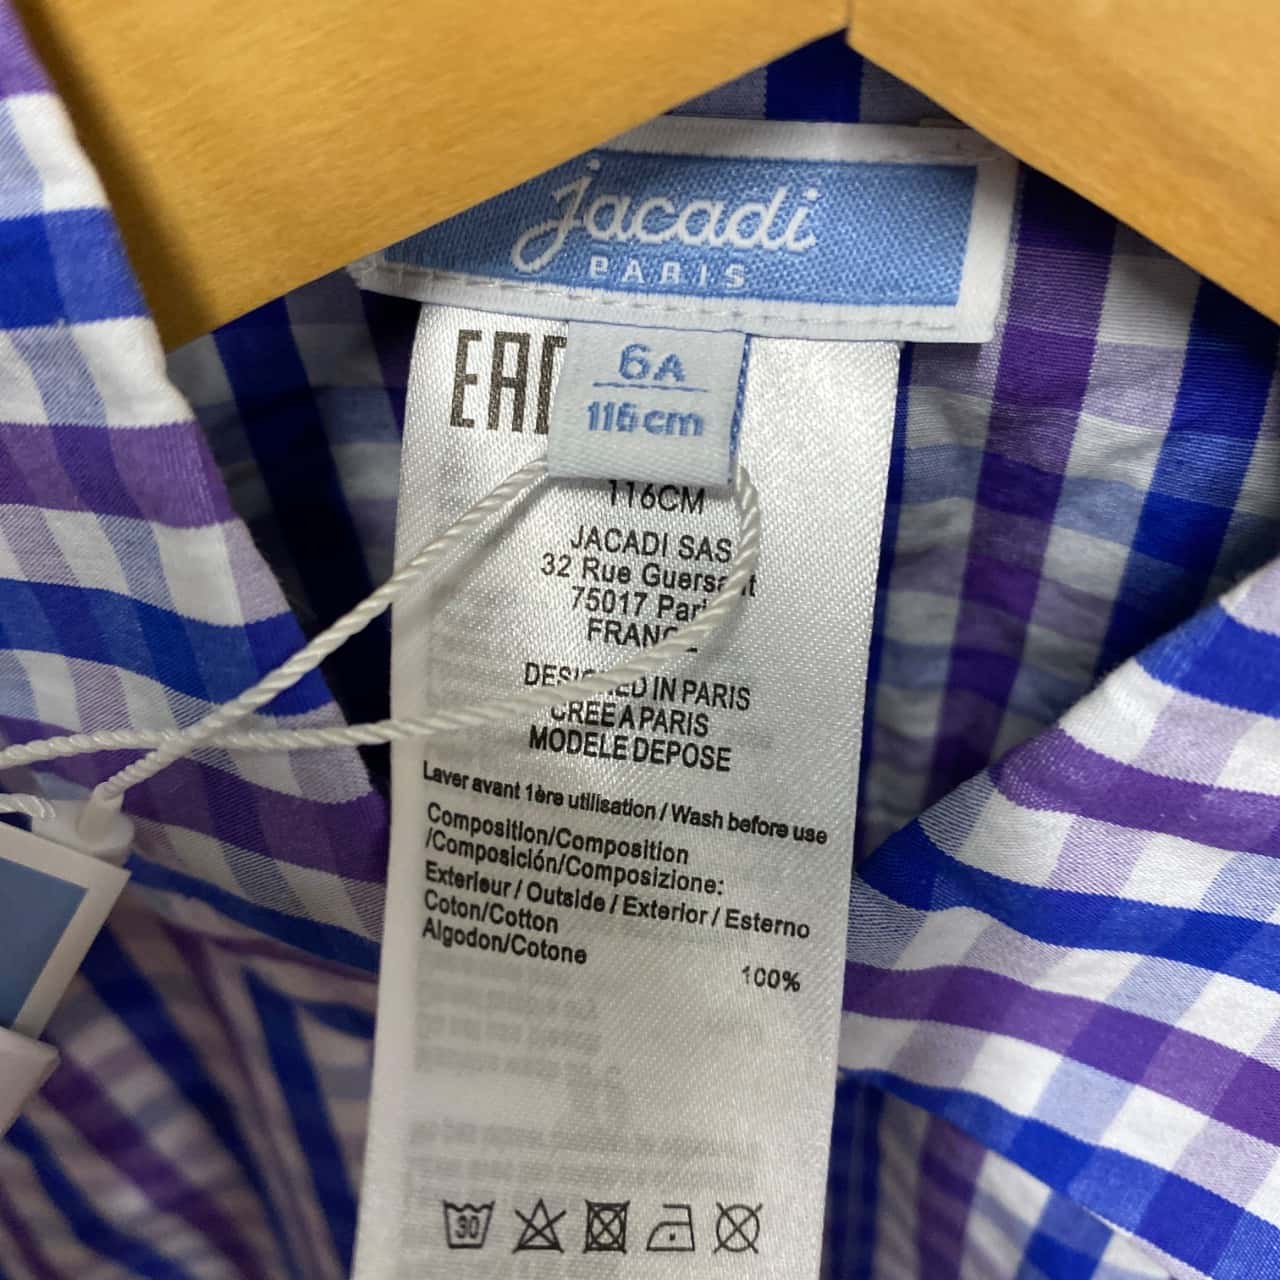 Jacadi
PARIS
EAC
6A
116cm
116CM
JACADI SAS
32 Rue Guersant
75017 Paris
FRANCE
DESIGNED IN PARIS
CREE A PARIS
MODELE DEPOSE
Laver avant 1ère utilisation / Wash before use
Composition/Composition
/Composición/Composizione:
Exterieur / Outside / Exterior / Esterno
Coton/Cotton
Algodon/Cotone
100%
30